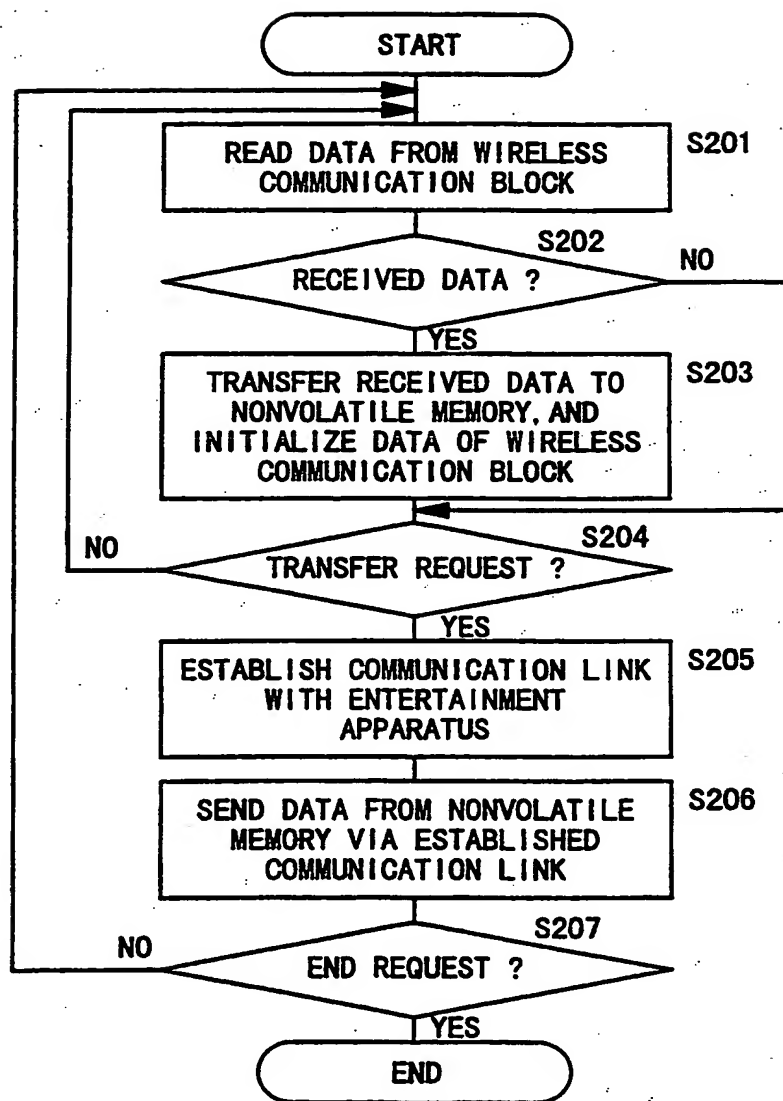 START
READ DATA FROM WIRELESS
COMMUNICATION BLOCK
S201
S202
RECEIVED DATA ?
NO
YES
TRANSFER RECEIVED DATA TO
NONVOLATILE MEMORY, AND
INITIALIZE DATA OF WIRELESS
COMMUNICATION BLOCK
S203
S204
NO
TRANSFER REQUEST ?
YES
ESTABLISH COMMUNICATION LINK
WITH ENTERTAINMENT
APPARATUS
S205
SEND DATA FROM NONVOLATILE
MEMORY VIA ESTABLISHED
COMMUNICATION LINK
S206
S207
NO
END REQUEST ?
YES
END